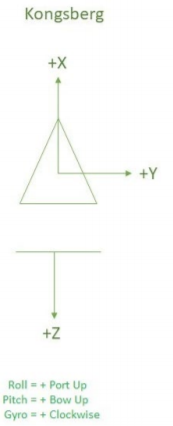 Kongsberg
+X
+Y
+Z
Roll = + Port Up
Pitch = + Bow Up
Gyro = + Clockwise